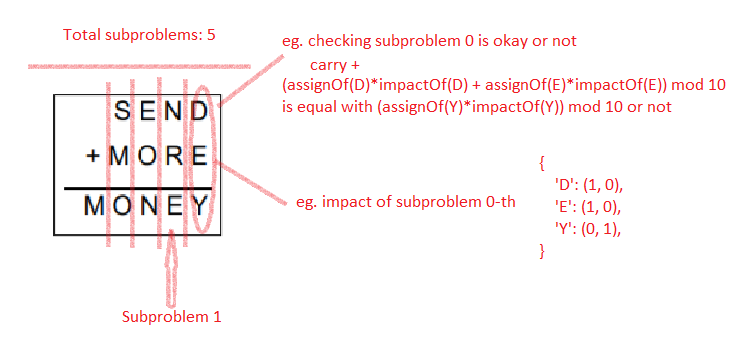 Total subproblems: 5
eg. checking subproblem 0 is okay or not
carry +
(assignOf(D)*impactOf(D) + assignOf(E)*impactOf(E)) mod 10
is equal with (assignOf(Y)*impactOf(Y)) mod 10 or not
SEND
+ MORE
MONEY
eg. impact of subproblem 0-th
{
'D': (1, 0),
'E': (1, 0),
'Y': (0, 1),
}
Subproblem 1